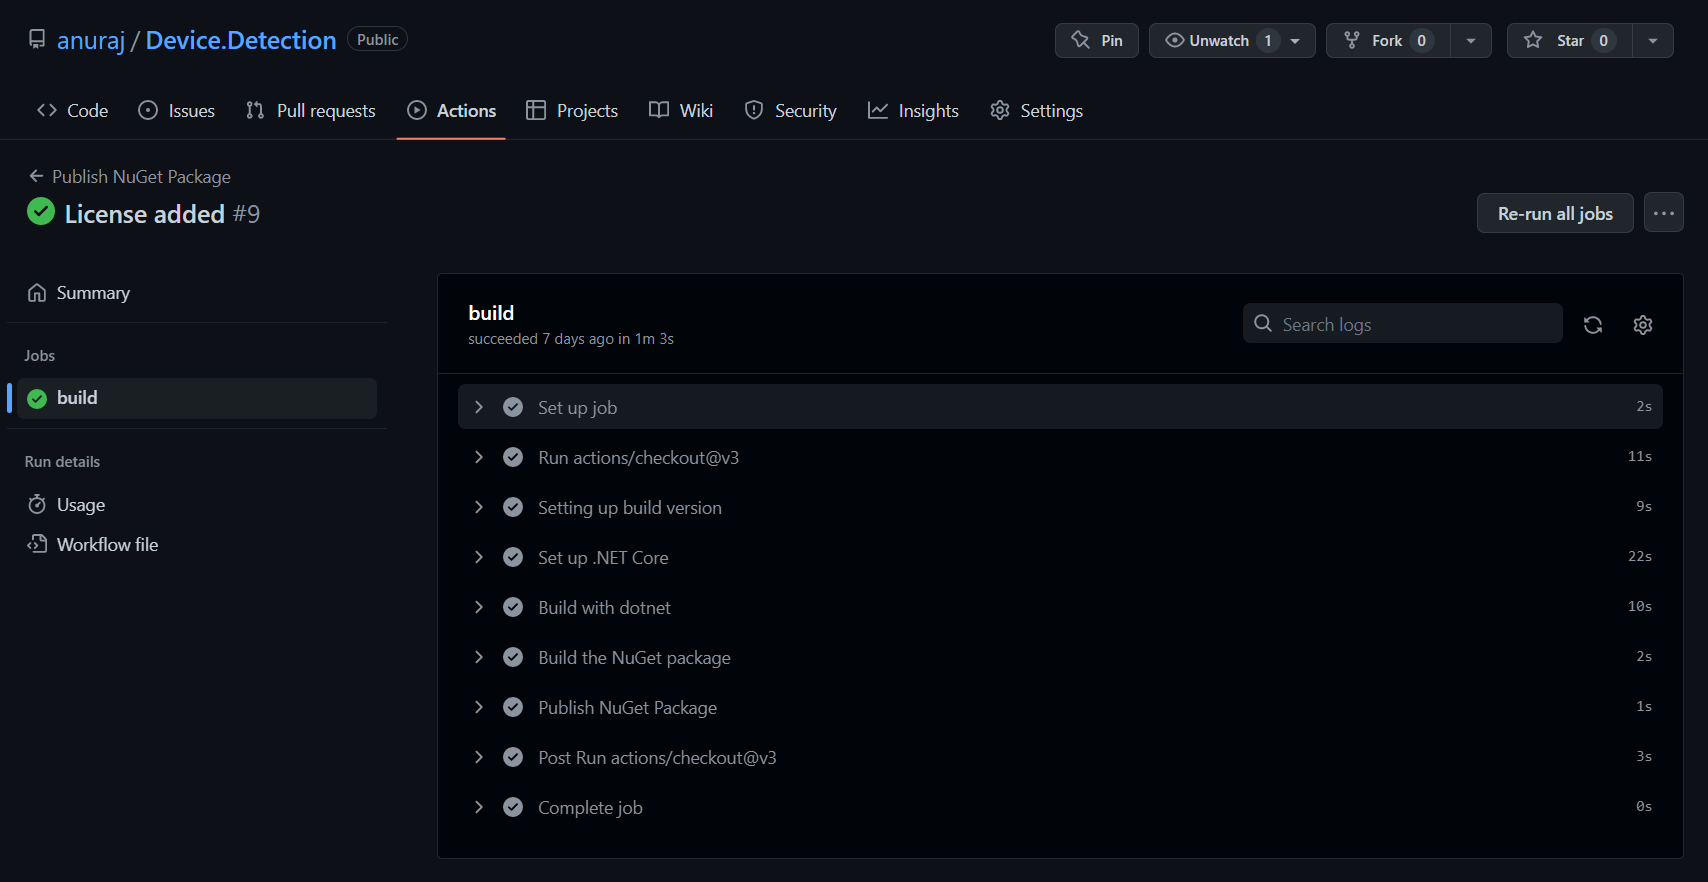 anuraj / Device.Detection Public
Pin Unwatch 1 Fork 0 Star 0
Code Issues Pull requests Actions Projects Wiki Security Insights Settings
Publish NuGet Package
License added #9
Re-run all jobs
Summary
Jobs
build
Run details
Usage
Workflow file
build
succeeded 7 days ago in 1m 3s
Search logs
Set up job 2s
Run actions/checkout@v3 11s
Setting up build version 9s
Set up .NET Core 22s
Build with dotnet 10s
Build the NuGet package 2s
Publish NuGet Package 1s
Post Run actions/checkout@v3 3s
Complete job 0s